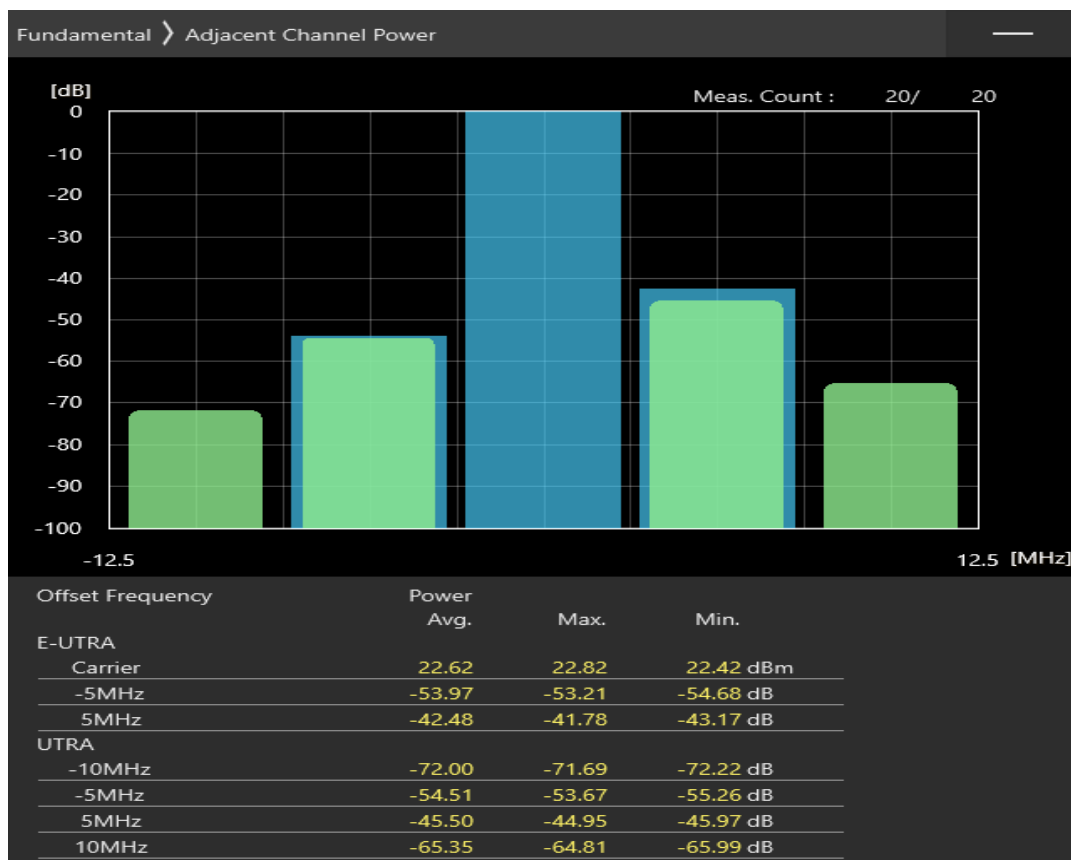 Fundamental ❯ Adjacent Channel Power
[dB]
Meas. Count : 20/ 20
0
-10
-20
-30
-40
-50
-60
-70
-80
-90
-100
-12.5 12.5 [MHz]
Offset Frequency Power
Avg. Max. Min.
E-UTRA
Carrier 22.62 22.82 22.42 dBm
-5MHz -53.97 -53.21 -54.68 dB
5MHz -42.48 -41.78 -43.17 dB
UTRA
-10MHz -72.00 -71.69 -72.22 dB
-5MHz -54.51 -53.67 -55.26 dB
5MHz -45.50 -44.95 -45.97 dB
10MHz -65.35 -64.81 -65.99 dB